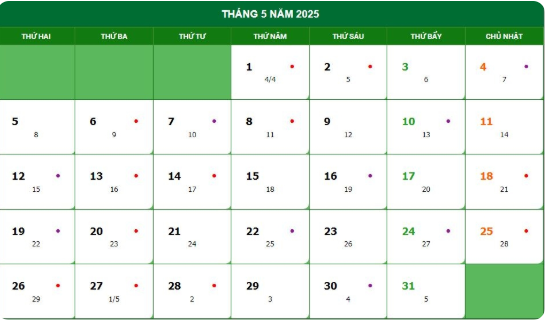 THÁNG 5 NĂM 2025
THỨ HAI THỨ BA THỨ TƯ THỨ NĂM THỨ SÁU THỨ BẢY CHỦ NHẬT
1 2 3 4
4/4 5 6 7
5 6 7 8 9 10 11
8 9 10 11 12 13 14
12 13 14 15 16 17 18
15 16 17 18 19 20 21
19 20 21 22 23 24 25
22 23 24 25 26 27 28
26 27 28 29 30 31
29 1/5 2 3 4 5